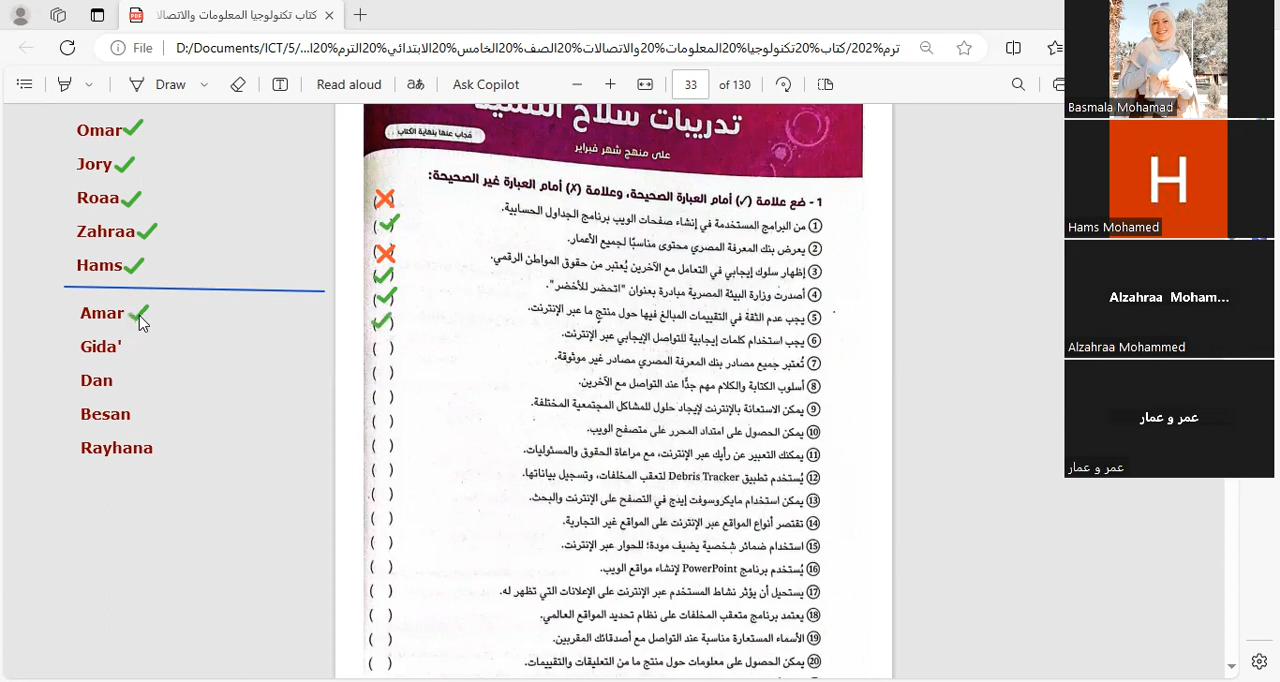 كتاب تكنولوجيا المعلومات والاتصالا
File
D:/Documents/ICT/5/...ترم%202/كتاب%20تكنولوجيا%20المعلومات%20والاتصالات%20الصف%20الخامس%20الابتدائي%20الترم%20ال
Draw
Read aloud
Ask Copilot
33 of 130
Omar
Jory
Roaa
Zahraa
Hams
Amar
Gida'
Dan
Besan
Rayhana
تدريبات سلاح التلميذ
مجاب عنها بنهاية الكتاب
على منهج شهر فبراير
1 - ضع علامة (✓) أمام العبارة الصحيحة، وعلامة (✗) أمام العبارة غير الصحيحة:
① من البرامج المستخدمة في إنشاء صفحات الويب برنامج الجداول الحسابية. ( )
② يعرض بنك المعرفة المصري محتوى مناسبًا لجميع الأعمار. ( )
③ إظهار سلوك إيجابي في التعامل مع الآخرين يُعتبر من حقوق المواطن الرقمي. ( )
④ أصدرت وزارة البيئة المصرية مبادرة بعنوان "اتحضر للأخضر". ( )
⑤ يجب عدم الثقة في التقييمات المبالغ فيها حول منتج ما عبر الإنترنت. ( )
⑥ يجب استخدام كلمات إيجابية للتواصل الإيجابي عبر الإنترنت. ( )
⑦ تُعتبر جميع مصادر بنك المعرفة المصري مصادر غير موثوقة. ( )
⑧ أسلوب الكتابة والكلام مهم جدًّا عند التواصل مع الآخرين. ( )
⑨ يمكن الاستعانة بالإنترنت لإيجاد حلول للمشاكل المجتمعية المختلفة. ( )
⑩ يمكن الحصول على امتداد المحرر على متصفح الويب. ( )
⑪ يمكنك التعبير عن رأيك عبر الإنترنت، مع مراعاة الحقوق والمسئوليات. ( )
⑫ يُستخدم تطبيق Debris Tracker لتعقب المخلفات، وتسجيل بياناتها. ( )
⑬ يمكن استخدام مايكروسوفت إيدج في التصفح على الإنترنت والبحث. ( )
⑭ تقتصر أنواع المواقع عبر الإنترنت على المواقع غير التجارية. ( )
⑮ استخدام ضمائر شخصية يضيف مودة؛ للحوار عبر الإنترنت. ( )
⑯ يُستخدم برنامج PowerPoint لإنشاء مواقع الويب. ( )
⑰ يستحيل أن يؤثر نشاط المستخدم عبر الإنترنت على الإعلانات التي تظهر له. ( )
⑱ يعتمد برنامج متعقب المخلفات على نظام تحديد المواقع العالمي. ( )
⑲ الأسماء المستعارة مناسبة عند التواصل مع أصدقائك المقربين. ( )
⑳ يمكن الحصول على معلومات حول منتج ما من التعليقات والتقييمات. ( )
Basmala Mohamad
H
Hams Mohamed
Alzahraa Moham...
Alzahraa Mohammed
عمر و عمار
عمر و عمار